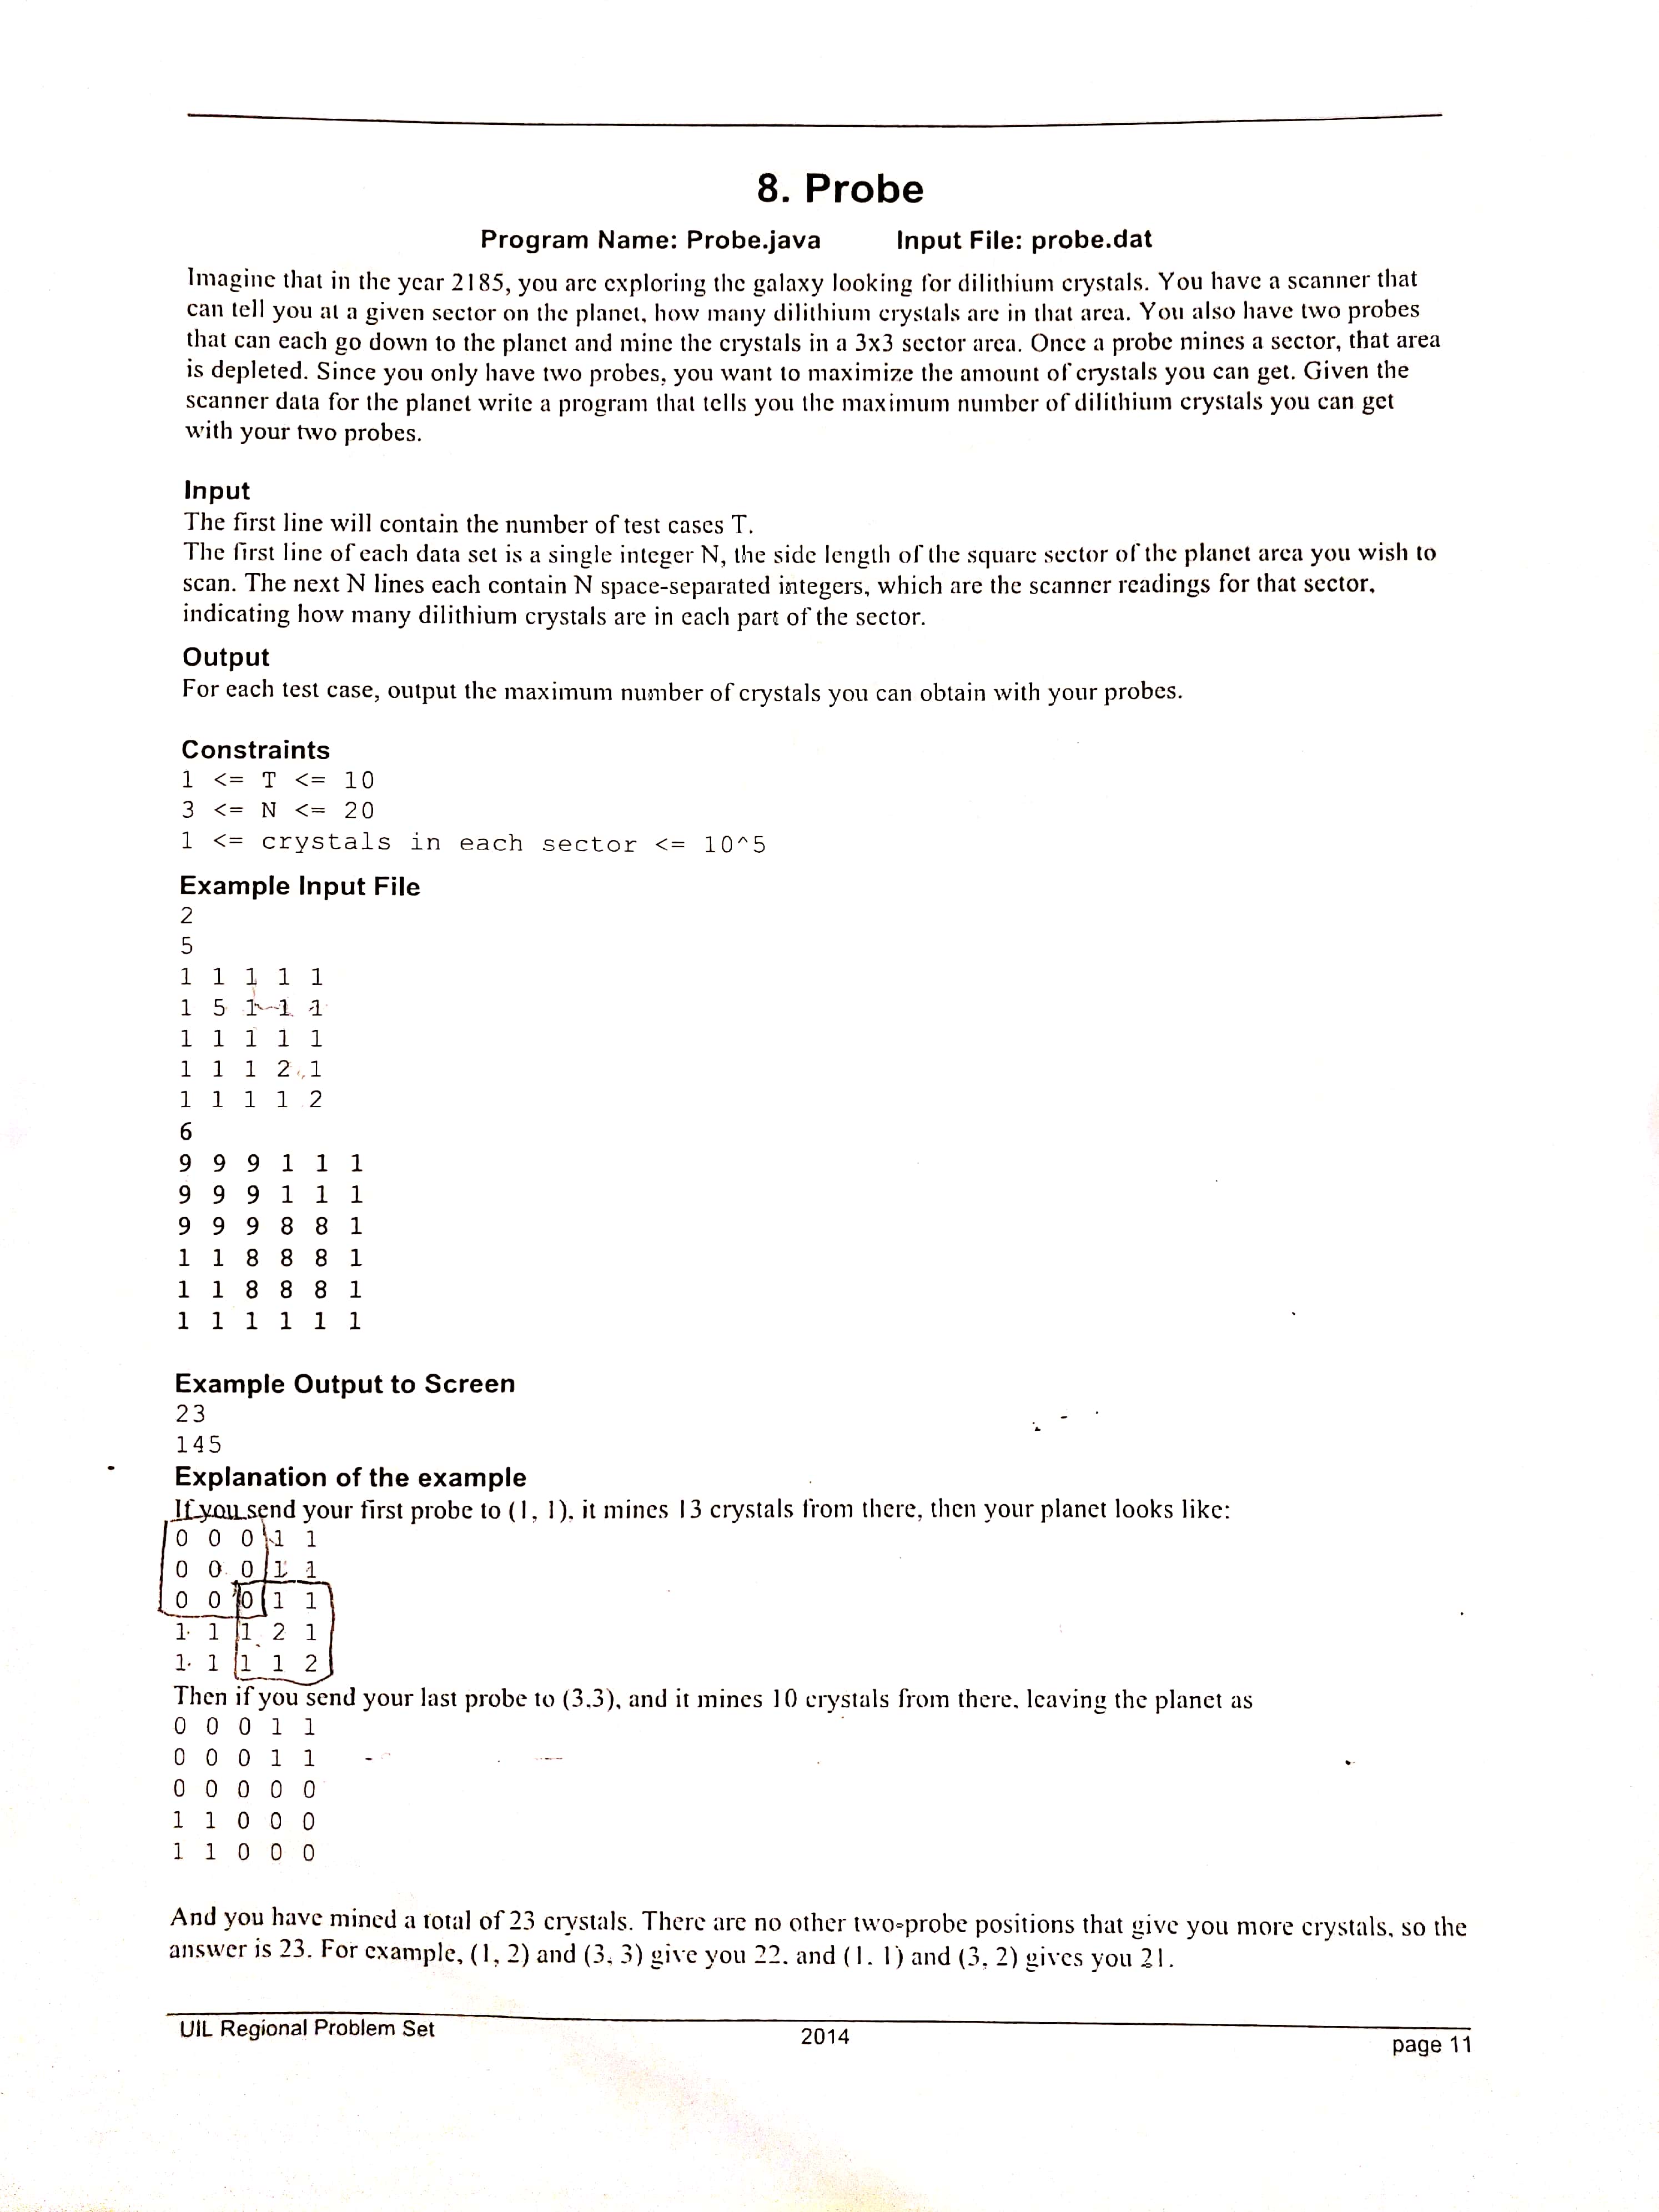 8. Probe
Program Name: Probe.java Input File: probe.dat
Imagine that in the year 2185, you are exploring the galaxy looking for dilithium crystals. You have a scanner that
can tell you at a given sector on the planet, how many dilithium crystals are in that area. You also have two probes
that can each go down to the planet and mine the crystals in a 3x3 sector area. Once a probe mines a sector, that area
is depleted. Since you only have two probes, you want to maximize the amount of crystals you can get. Given the
scanner data for the planet write a program that tells you the maximum number of dilithium crystals you can get
with your two probes.
Input
The first line will contain the number of test cases T.
The first line of each data set is a single integer N, the side length of the square sector of the planet area you wish to
scan. The next N lines each contain N space-separated integers, which are the scanner readings for that sector,
indicating how many dilithium crystals are in each part of the sector.
Output
For each test case, output the maximum number of crystals you can obtain with your probes.
Constraints
1 <= T <= 10
3 <= N <= 20
1 <= crystals in each sector <= 10^5
Example Input File
2
5
1 1 1 1 1
1 5 1 1 1
1 1 1 1 1
1 1 1 2 1
1 1 1 1 2
6
9 9 9 1 1 1
9 9 9 1 1 1
9 9 9 8 8 1
1 1 8 8 8 1
1 1 8 8 8 1
1 1 1 1 1 1
Example Output to Screen
23
145
Explanation of the example
If you send your first probe to (1, 1), it mines 13 crystals from there, then your planet looks like:
0 0 0 1 1
0 0 0 1 1
0 0 0 1 1
1 1 1 2 1
1 1 1 1 2
Then if you send your last probe to (3,3), and it mines 10 crystals from there, leaving the planet as
0 0 0 1 1
0 0 0 1 1
0 0 0 0 0
1 1 0 0 0
1 1 0 0 0
And you have mined a total of 23 crystals. There are no other two-probe positions that give you more crystals, so the
answer is 23. For example, (1, 2) and (3, 3) give you 22, and (1, 1) and (3, 2) gives you 21.
UIL Regional Problem Set 2014 page 11